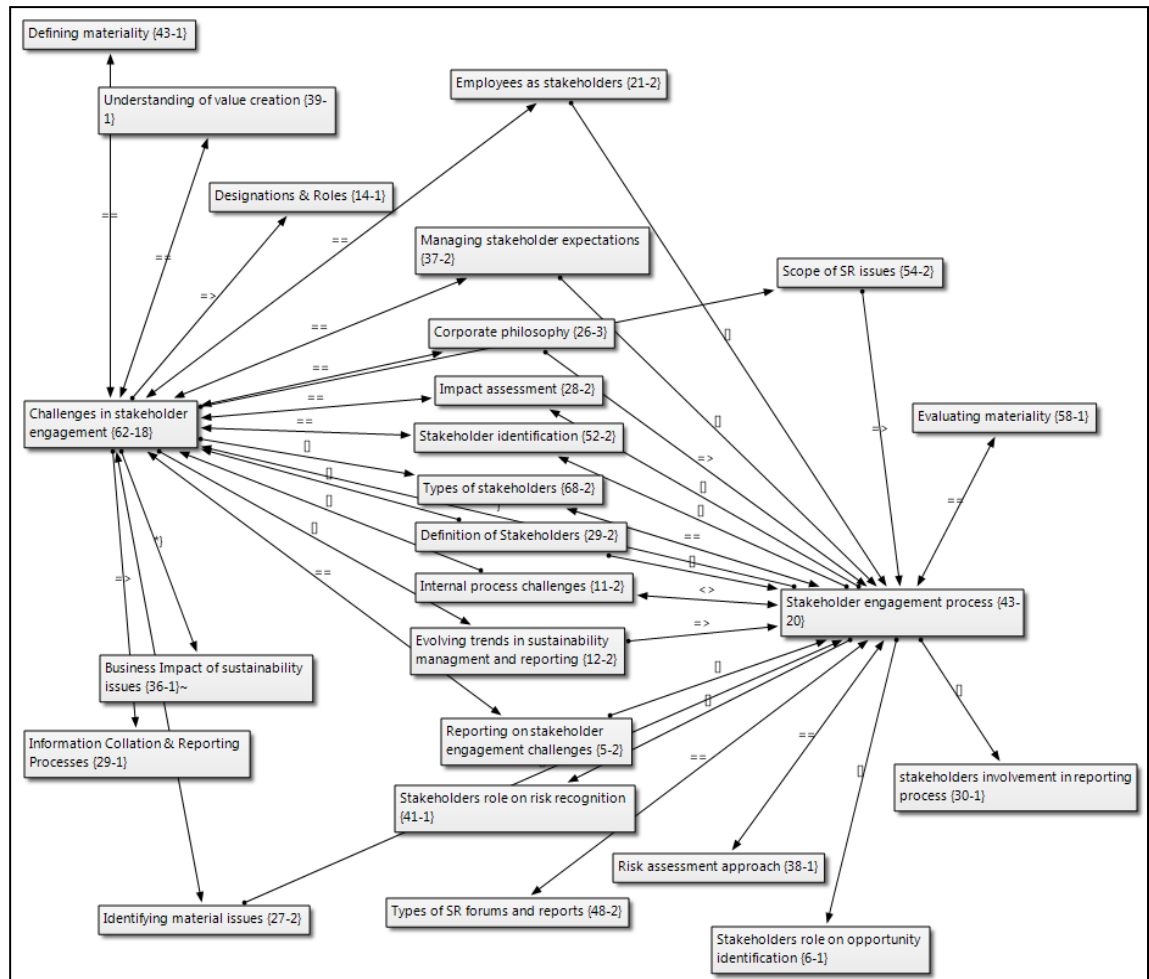 Defining materiality {43-1}
Understanding of value creation {39-
1}
Employees as stakeholders {21-2}
Designations & Roles {14-1}
==
==
==
=>
Managing stakeholder expectations
{37-2}
Scope of SR issues {54-2}
==
Corporate philosophy {26-3}
[]
[]
==
Impact assessment {28-2}
==
Challenges in stakeholder
engagement {62-18}
==
Stakeholder identification {52-2}
Evaluating materiality {58-1}
=>
[]
=>
Types of stakeholders {68-2}
[]
[]
[]
[]
[]
Definition of Stakeholders {29-2}
==
==
*}
[]
=>
==
Internal process challenges {11-2}
<>
Stakeholder engagement process {43-
20}
Evolving trends in sustainability
managment and reporting {12-2}
=>
Business Impact of sustainability
issues {36-1}~
[]
[]
[]
Reporting on stakeholder
engagement challenges {5-2}
Information Collation & Reporting
Processes {29-1}
==
==
[]
stakeholders involvement in reporting
process {30-1}
Stakeholders role on risk recognition
{41-1}
Risk assessment approach {38-1}
Identifying material issues {27-2}
Types of SR forums and reports {48-2}
Stakeholders role on opportunity
identification {6-1}